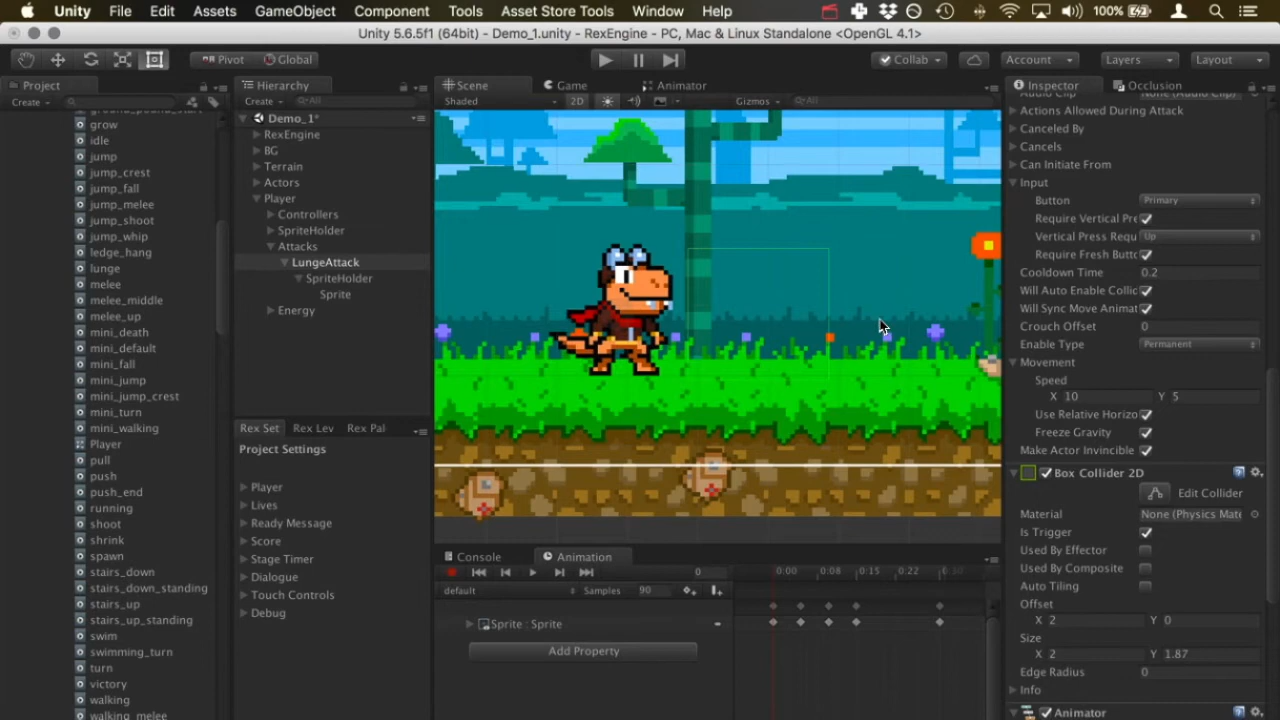 Unity File Edit Assets GameObject Component Tools Asset Store Tools Window Help 100%
Unity 5.6.5f1 (64bit) - Demo_1.unity - RexEngine - PC, Mac & Linux Standalone <OpenGL 4.1>
Pivot Global Collab Account Layers Layout
Project
Create
grow
idle
jump
jump_crest
jump_fall
jump_melee
jump_shoot
jump_whip
ledge_hang
lunge
melee
melee_middle
melee_up
mini_death
mini_default
mini_fall
mini_jump
mini_jump_crest
mini_turn
mini_walking
Player
pull
push
push_end
running
shoot
shrink
spawn
stairs_down
stairs_down_standing
stairs_up
stairs_up_standing
swim
swimming_turn
turn
victory
walking
walking_melee
Hierarchy
Create All
Demo_1*
RexEngine
BG
Terrain
Actors
Player
Controllers
SpriteHolder
Attacks
LungeAttack
SpriteHolder
Sprite
Energy
Rex Set Rex Lev Rex Pal
Project Settings
Player
Lives
Ready Message
Score
Stage Timer
Dialogue
Touch Controls
Debug
Scene Game Animator
Shaded 2D Gizmos All
Console Animation
0 0:00 0:08 0:15 0:22 0:30
default Samples 90
Sprite : Sprite
Add Property
Inspector Occlusion
Audio Clip None (Audio Clip)
Actions Allowed During Attack
Canceled By
Cancels
Can Initiate From
Input
Button Primary
Require Vertical Pre
Vertical Press Requ Up
Require Fresh Butto
Cooldown Time 0.2
Will Auto Enable Collic
Will Sync Move Animat
Crouch Offset 0
Enable Type Permanent
Movement
Speed
X 10 Y 5
Use Relative Horizo
Freeze Gravity
Make Actor Invincible
Box Collider 2D
Edit Collider
Material None (Physics Mate
Is Trigger
Used By Effector
Used By Composite
Auto Tiling
Offset
X 2 Y 0
Size
X 2 Y 1.87
Edge Radius 0
Info
Animator